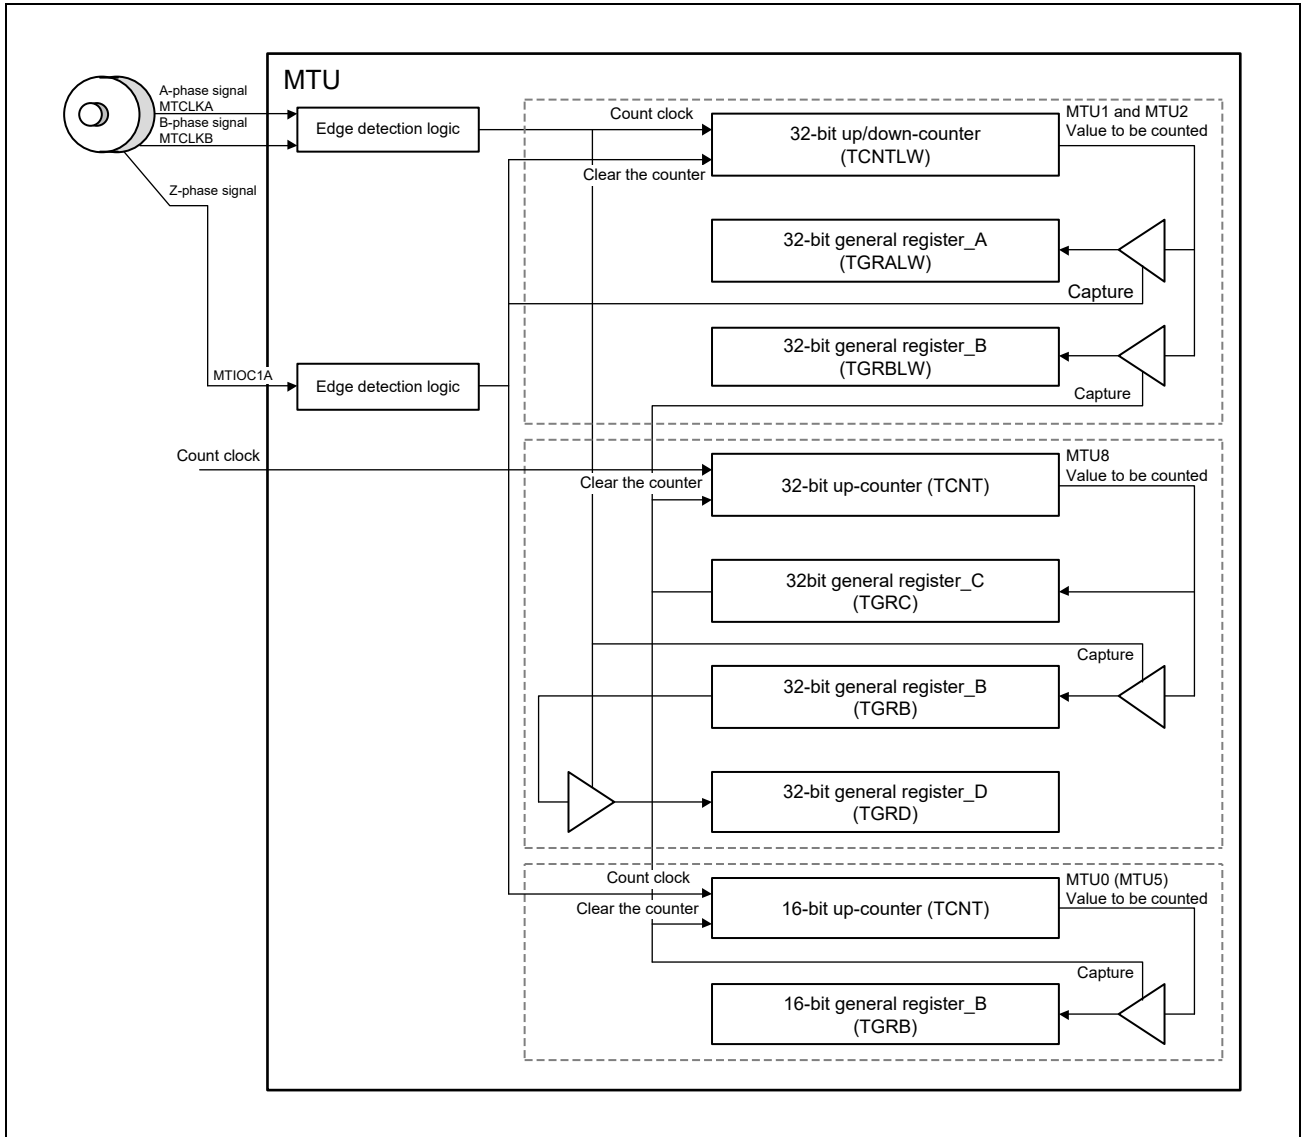 MTU
A-phase signal
MTCLKA
B-phase signal
MTCLKB
Z-phase signal
Edge detection logic
Count clock
Clear the counter
32-bit up/down-counter
(TCNTLW)
MTU1 and MTU2
Value to be counted
32-bit general register_A
(TGRALW)
Capture
32-bit general register_B
(TGRBLW)
Capture
MTIOC1A
Edge detection logic
Count clock
Clear the counter
32-bit up-counter (TCNT)
MTU8
Value to be counted
32bit general register_C
(TGRC)
Capture
32-bit general register_B
(TGRB)
32-bit general register_D
(TGRD)
Count clock
Clear the counter
16-bit up-counter (TCNT)
MTU0 (MTU5)
Value to be counted
Capture
16-bit general register_B
(TGRB)